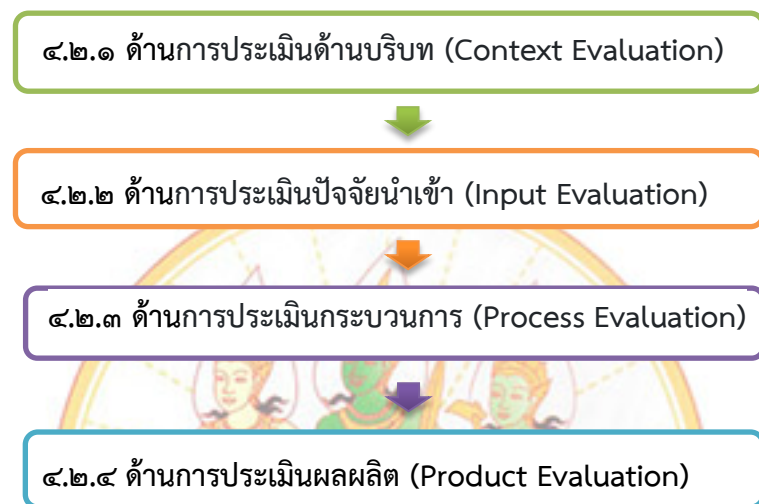 ๔.๒.๑ ด้านการประเมินด้านบริบท (Context Evaluation)
๔.๒.๒ ด้านการประเมินปัจจัยนำเข้า (Input Evaluation)
๔.๒.๓ ด้านการประเมินกระบวนการ (Process Evaluation)
๔.๒.๔ ด้านการประเมินผลผลิต (Product Evaluation)